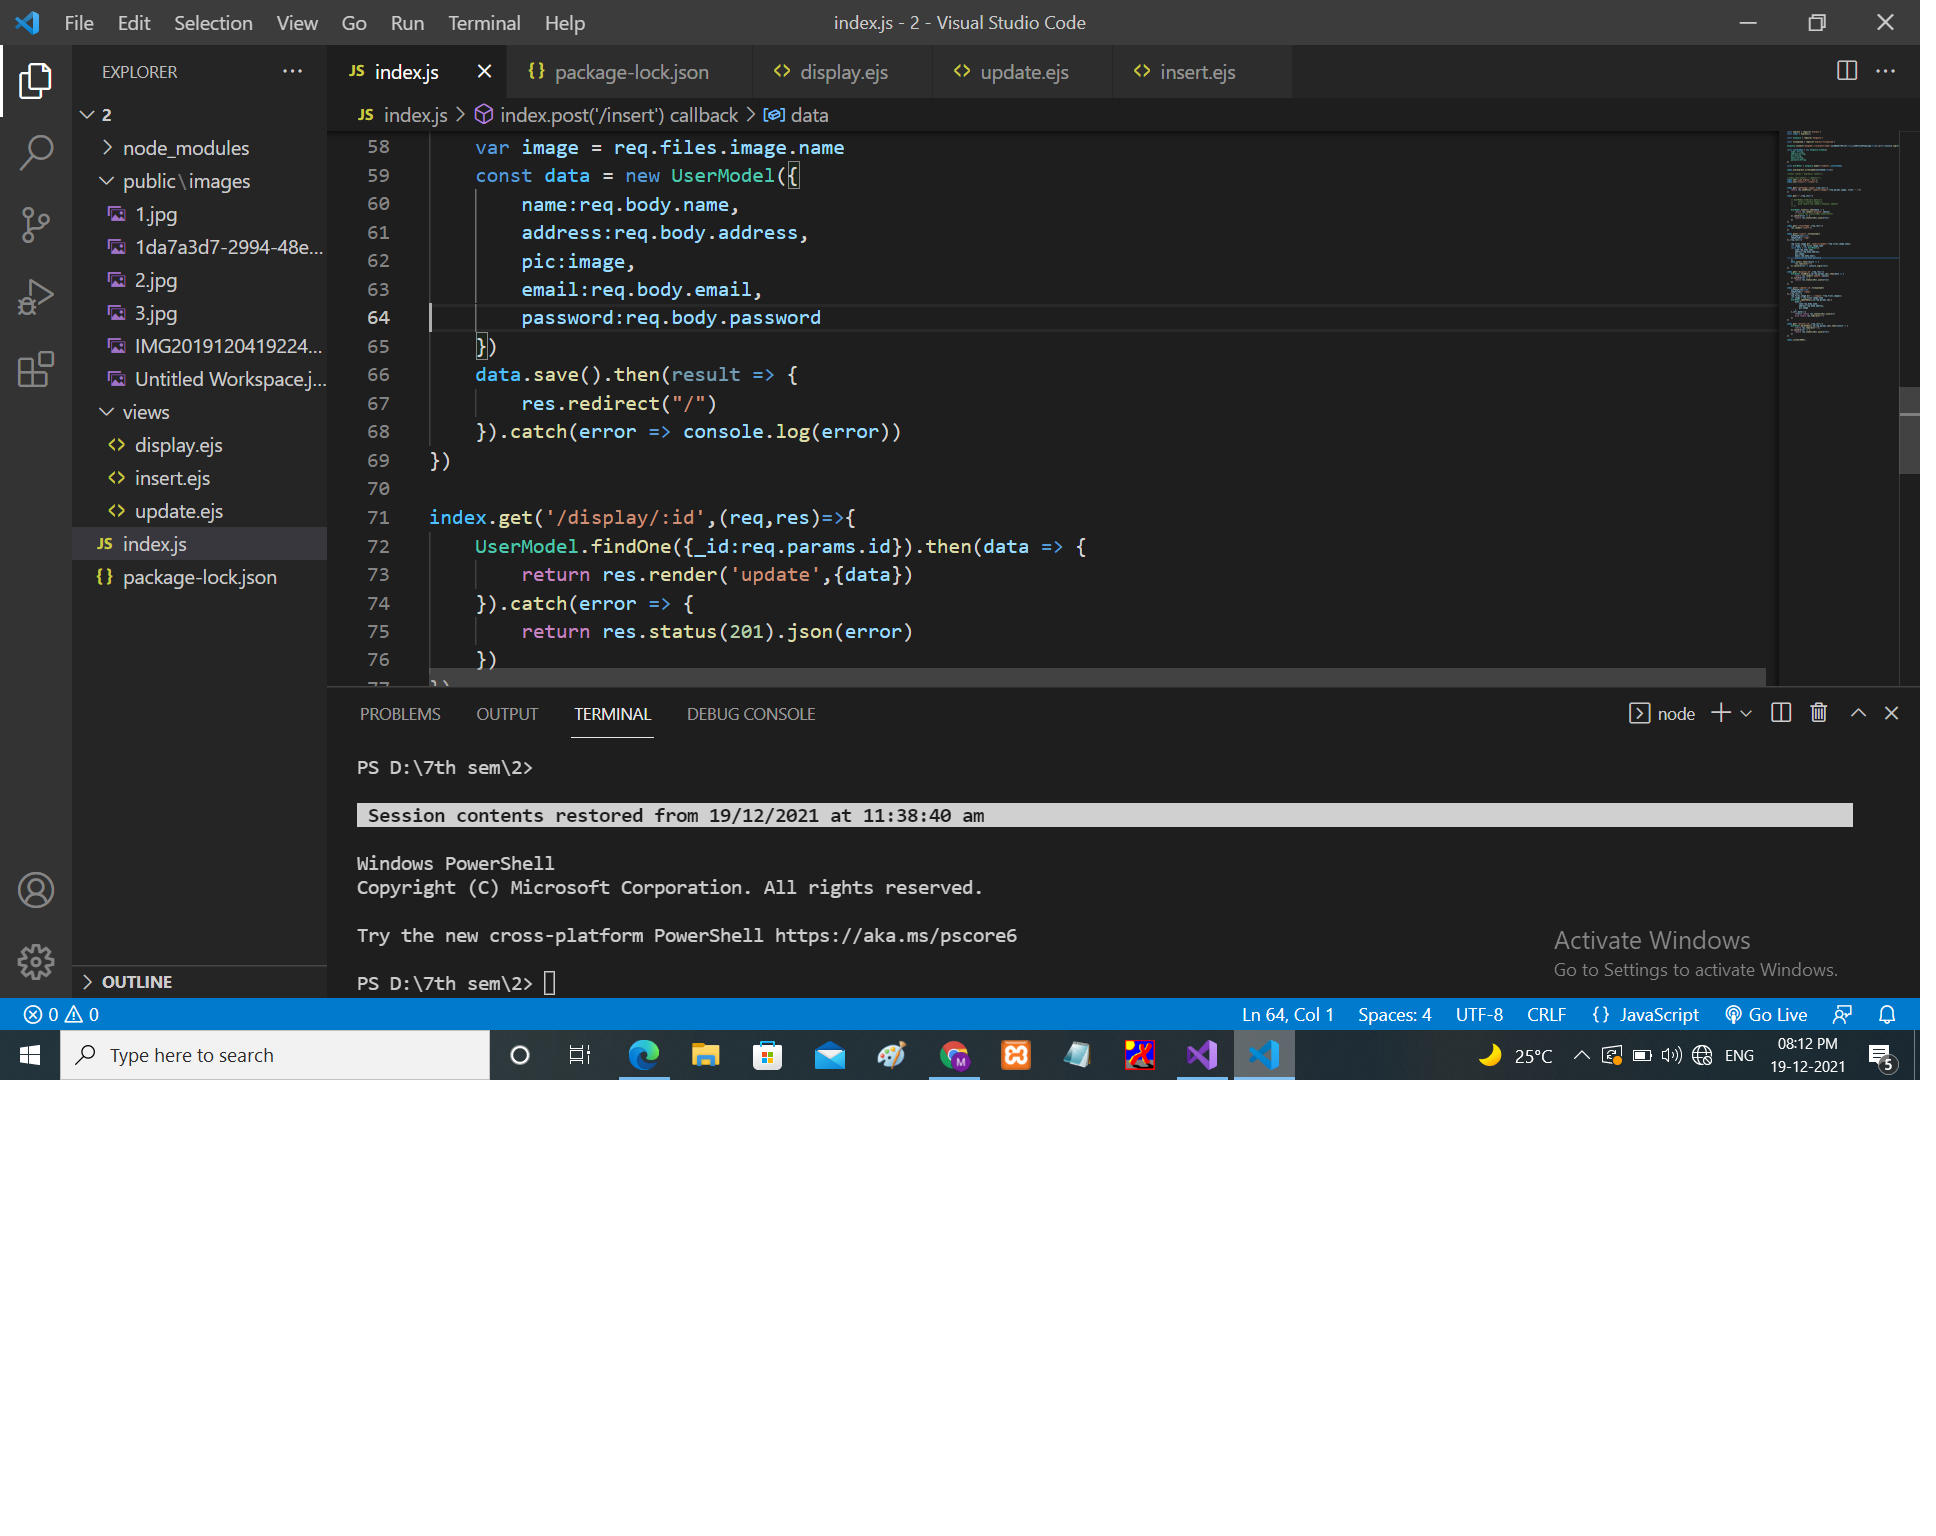 File Edit Selection View Go Run Terminal Help
index.js - 2 - Visual Studio Code
EXPLORER
2
node_modules
public\images
1.jpg
1da7a3d7-2994-48e...
2.jpg
3.jpg
IMG2019120419224...
Untitled Workspace.j...
views
display.ejs
insert.ejs
update.ejs
JS index.js
{} package-lock.json
OUTLINE
JS index.js
{} package-lock.json
<> display.ejs
<> update.ejs
<> insert.ejs
JS index.js > index.post('/insert') callback > data
58 var image = req.files.image.name
59 const data = new UserModel({
60 name:req.body.name,
61 address:req.body.address,
62 pic:image,
63 email:req.body.email,
64 password:req.body.password
65 })
66 data.save().then(result => {
67 res.redirect("/")
68 }).catch(error => console.log(error))
69 })
70
71 index.get('/display/:id',(req,res)=>{
72 UserModel.findOne({_id:req.params.id}).then(data => {
73 return res.render('update',{data})
74 }).catch(error => {
75 return res.status(201).json(error)
76 })
77 })
PROBLEMS OUTPUT TERMINAL DEBUG CONSOLE
node
PS D:\7th sem\2>
Session contents restored from 19/12/2021 at 11:38:40 am
Windows PowerShell
Copyright (C) Microsoft Corporation. All rights reserved.
Try the new cross-platform PowerShell https://aka.ms/pscore6
PS D:\7th sem\2>
Activate Windows
Go to Settings to activate Windows.
0 0
Ln 64, Col 1 Spaces: 4 UTF-8 CRLF {} JavaScript Go Live
Type here to search
M
25°C
ENG
08:12 PM
19-12-2021
5